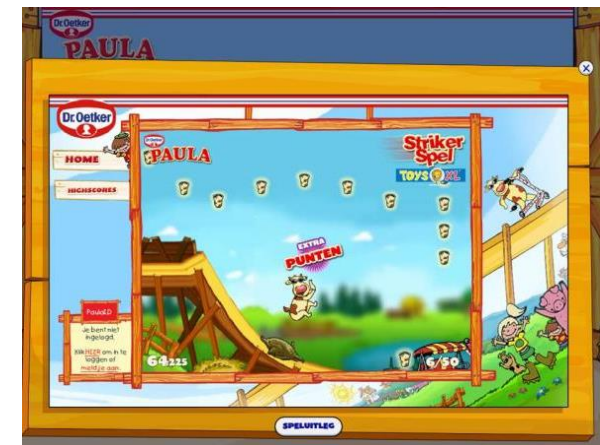 Dr.Oetker
PAULA
Dr.Oetker
HOME
HIGHSCORES
PAULA
Striker
Spel
TOYS XL
EXTRA
PUNTEN
PaulaID
Je bent niet
ingelogd.
Klik HIER om in te
loggen of
meld je aan.
64225
6/50
SPELUITLEG